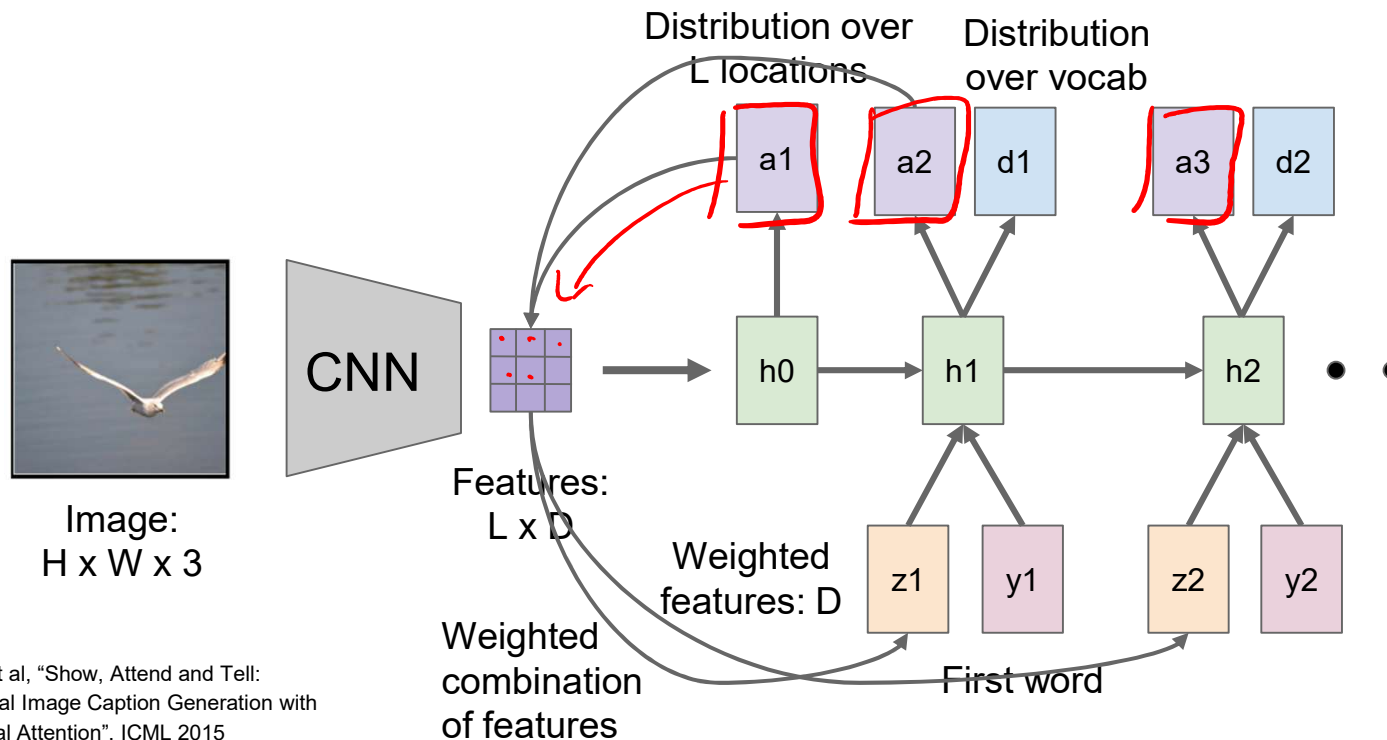 Distribution over
L locations
Distribution
over vocab
a1
a2
d1
a3
d2
CNN
h0
h1
h2
Features:
L x D
Image:
H x W x 3
Weighted
features: D
z1
y1
z2
y2
Weighted
combination
of features
First word
t al, “Show, Attend and Tell:
al Image Caption Generation with
al Attention”, ICML 2015